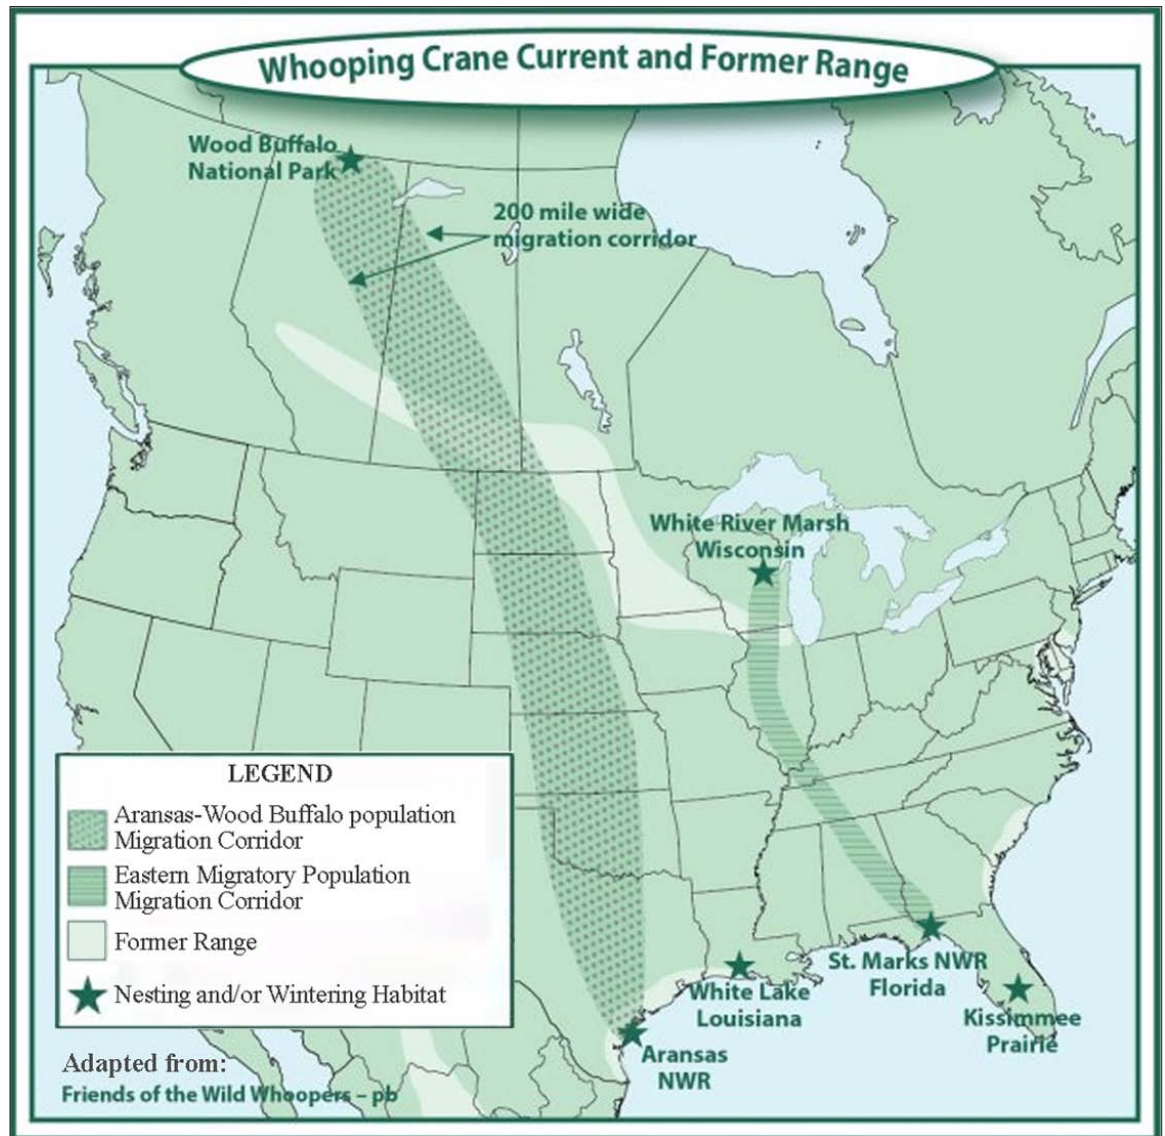 Whooping Crane Current and Former Range
Wood Buffalo
National Park
200 mile wide
migration corridor
White River Marsh
Wisconsin
LEGEND
Aransas-Wood Buffalo population
Migration Corridor
Eastern Migratory Population
Migration Corridor
Former Range
Nesting and/or Wintering Habitat
St. Marks NWR
Florida
White Lake
Louisiana
Kissimmee
Prairie
Aransas
NWR
Adapted from:
Friends of the Wild Whoopers – pb